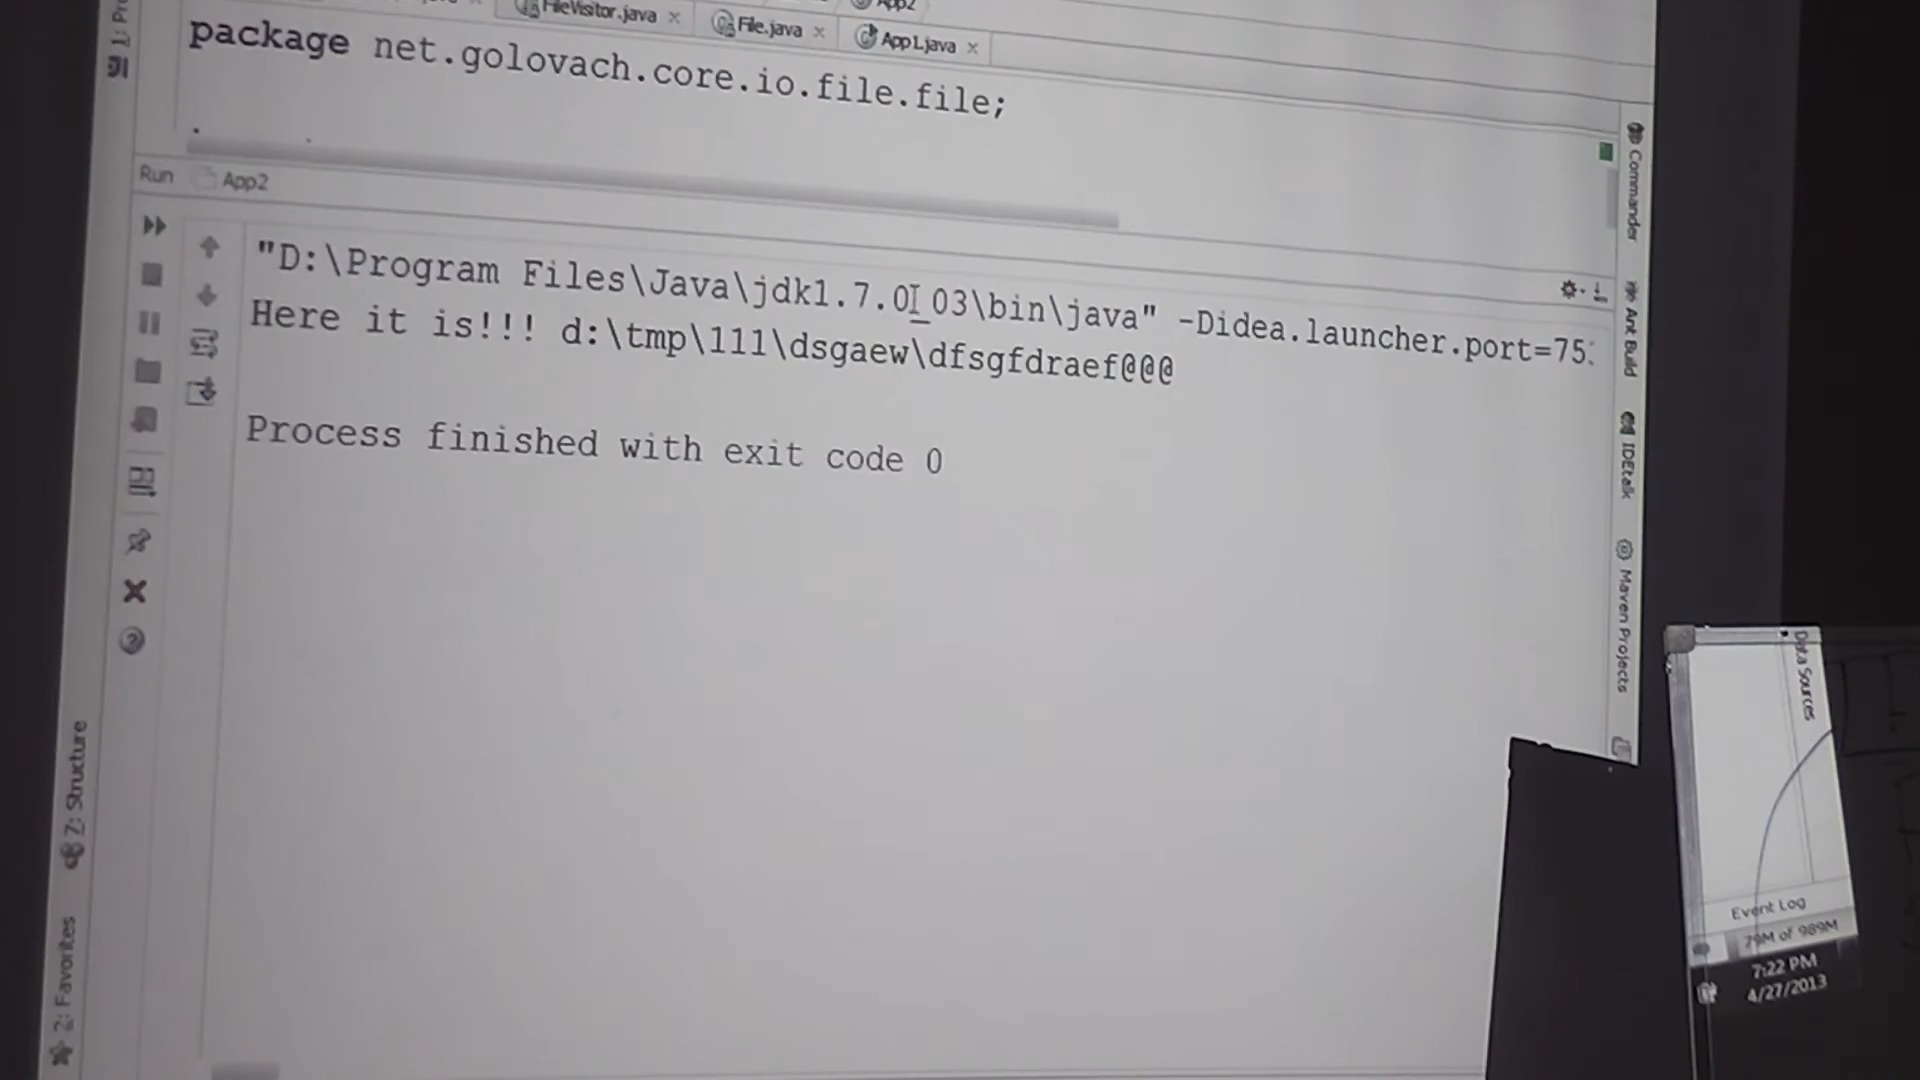 App2
FileVisitor.java
File.java
App1.java
package net.golovach.core.io.file.file;
Run App2
"D:\Program Files\Java\jdk1.7.0_03\bin\java" -Didea.launcher.port=75
Here it is!!! d:\tmp\111\dsgaew\dfsgfdraef@@@
Process finished with exit code 0
Commander
Ant Build
IDEtalk
Maven Projects
Data Sources
7: Structure
2: Favorites
Event Log
79M of 989M
7:22 PM
4/27/2013